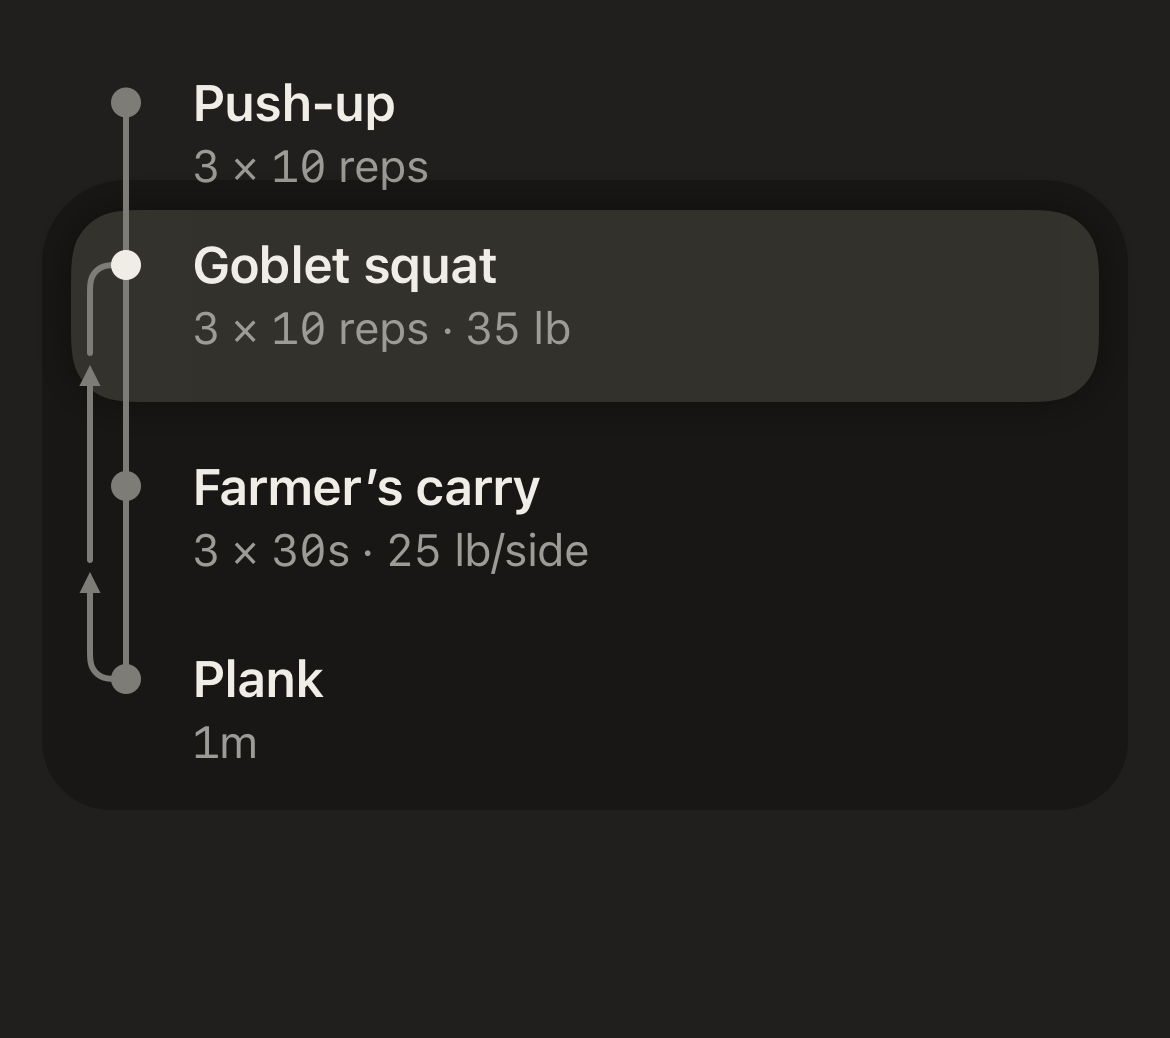 Push-up
3 × 10 reps
Goblet squat
3 × 10 reps · 35 lb
Farmer’s carry
3 × 30s · 25 lb/side
Plank
1m